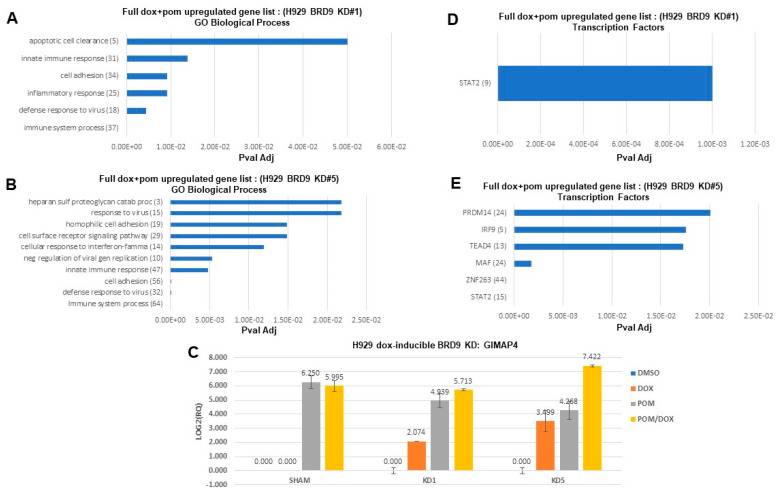 A
Full dox+pom upregulated gene list : (H929 BRD9 KD#1)
GO Biological Process
apoptotic cell clearance (5)
innate immune response (31)
cell adhesion (34)
inflammatory response (25)
defense response to virus (18)
immune system process (37)
0.00E+00 1.00E-02 2.00E-02 3.00E-02 4.00E-02 5.00E-02 6.00E-02
Pval Adj
D
Full dox+pom upregulated gene list : (H929 BRD9 KD#1)
Transcription Factors
STAT2 (9)
0.00E+00 2.00E-04 4.00E-04 6.00E-04 8.00E-04 1.00E-03 1.20E-03
Pval Adj
B
Full dox+pom upregulated gene list : (H929 BRD9 KD#5)
GO Biological Process
heparan sulf proteoglycan catab proc (3)
response to virus (15)
homophilic cell adhesion (19)
cell surface receptor signaling pathway (29)
cellular response to interferon-famma (14)
neg regulation of viral gen replication (10)
innate immune response (47)
cell adhesion (56)
defense response to virus (32)
Immune system process (64)
0.00E+00 5.00E-03 1.00E-02 1.50E-02 2.00E-02 2.50E-02
Pval Adj
E
Full dox+pom upregulated gene list : (H929 BRD9 KD#5)
Transcription Factors
PRDM14 (24)
IRF9 (5)
TEAD4 (13)
MAF (24)
ZNF263 (44)
STAT2 (15)
0.00E+00 5.00E-03 1.00E-02 1.50E-02 2.00E-02 2.50E-02
Pval Adj
C
H929 dox-inducible BRD9 KD: GIMAP4
LOG2(RQ)
8.000
7.000
6.000
5.000
4.000
3.000
2.000
1.000
0.000
-1.000
0.000 0.000 6.250 5.995
0.000 2.074 4.939 5.713
0.000 3.499 4.268 7.422
SHAM KD1 KD5
DMSO
DOX
POM
POM/DOX